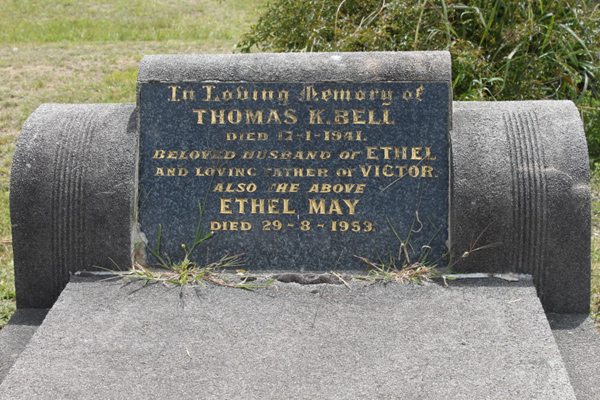 In Loving Memory of
THOMAS K. BELL
DIED 17-1-1941.
BELOVED HUSBAND OF ETHEL
AND LOVING FATHER OF VICTOR.
ALSO THE ABOVE
ETHEL MAY
DIED 29-8-1953.